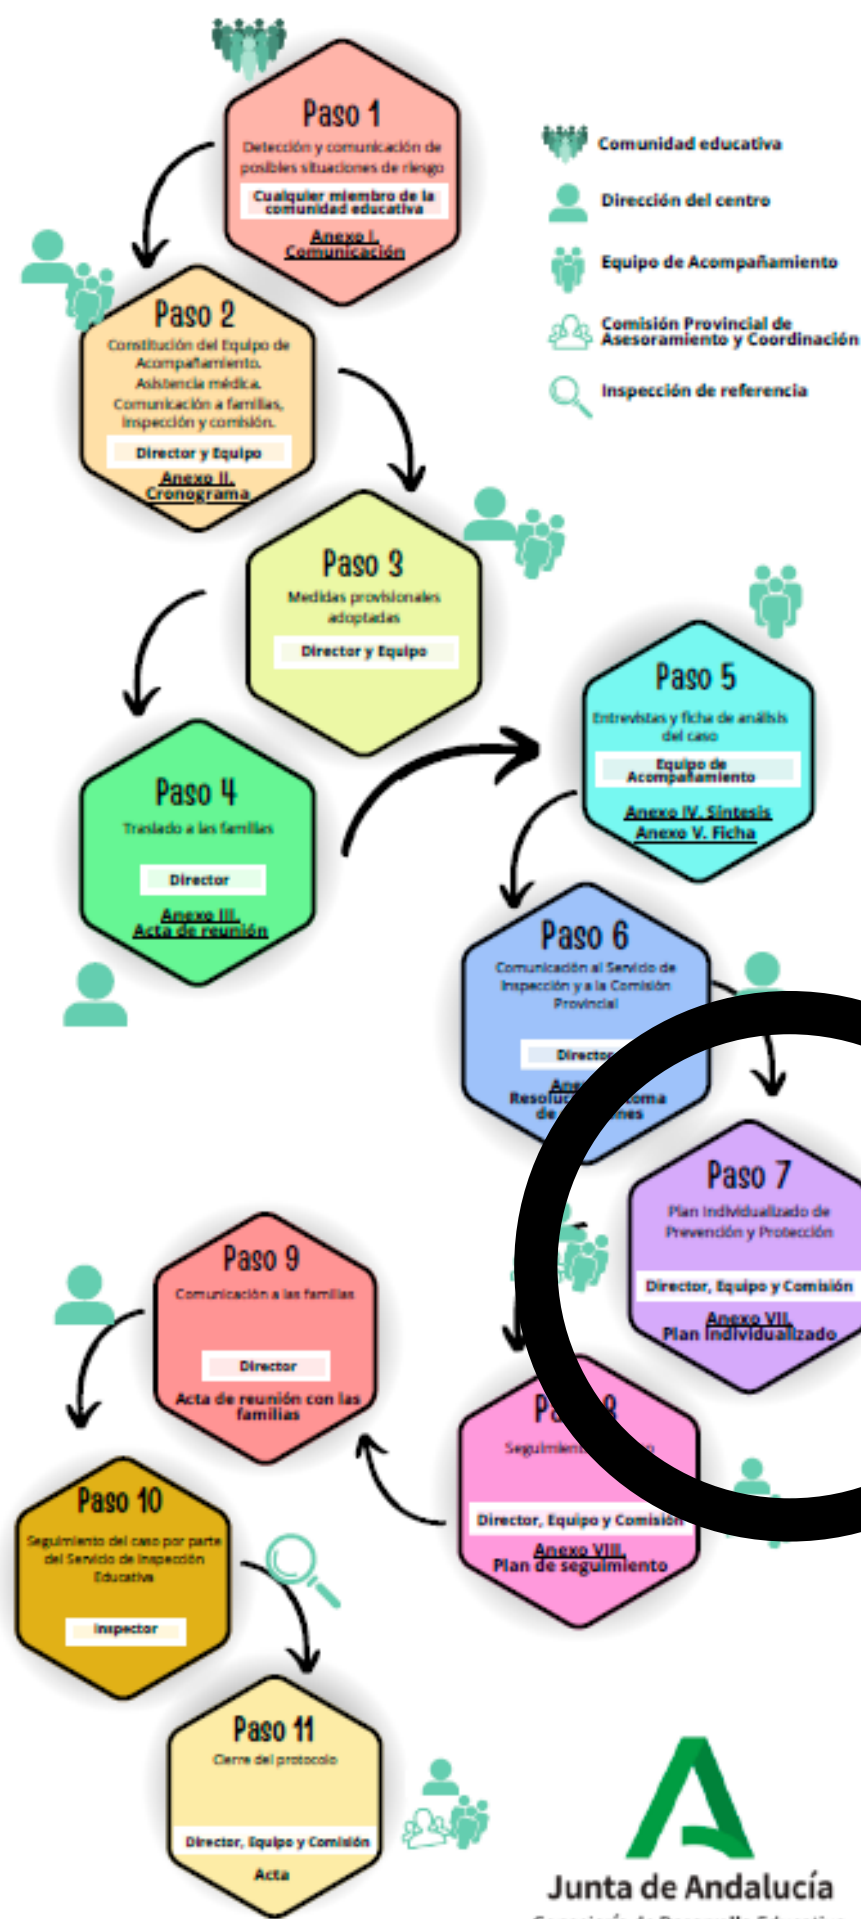 Paso 1
Detección y comunicación de
posibles situaciones de riesgo
Cualquier miembro de la
comunidad educativa
Anexo I.
Comunicación
Comunidad educativa
Dirección del centro
Equipo de Acompañamiento
Comisión Provincial de
Asesoramiento y Coordinación
Inspección de referencia
Paso 2
Constitución del Equipo de
Acompañamiento.
Asistencia médica.
Comunicación a familias,
inspección y comisión.
Director y Equipo
Anexo II.
Cronograma
Paso 3
Medidas provisionales
adoptadas
Director y Equipo
Paso 4
Traslado a las familias
Director
Anexo III.
Acta de reunión
Paso 5
Entrevistas y ficha de análisis
del caso
Equipo de
Acompañamiento
Anexo IV. Síntesis
Anexo V. Ficha
Paso 6
Comunicación al Servicio de
Inspección y a la Comisión
Provincial
Director
de
Paso 7
Plan Individualizado de
Prevención y Protección
Director, Equipo y Comisión
Anexo VII.
Plan Individualizado
8
Director, Equipo y Comisión
Anexo VIII.
Plan de seguimiento
Paso 9
Comunicación a las familias
Director
Acta de reunión con las
familias
Paso 10
Seguimiento del caso por parte
del Servicio de Inspección
Educativa
Inspector
Paso 11
Cierre del protocolo
Director, Equipo y Comisión
Acta
Junta de Andalucía